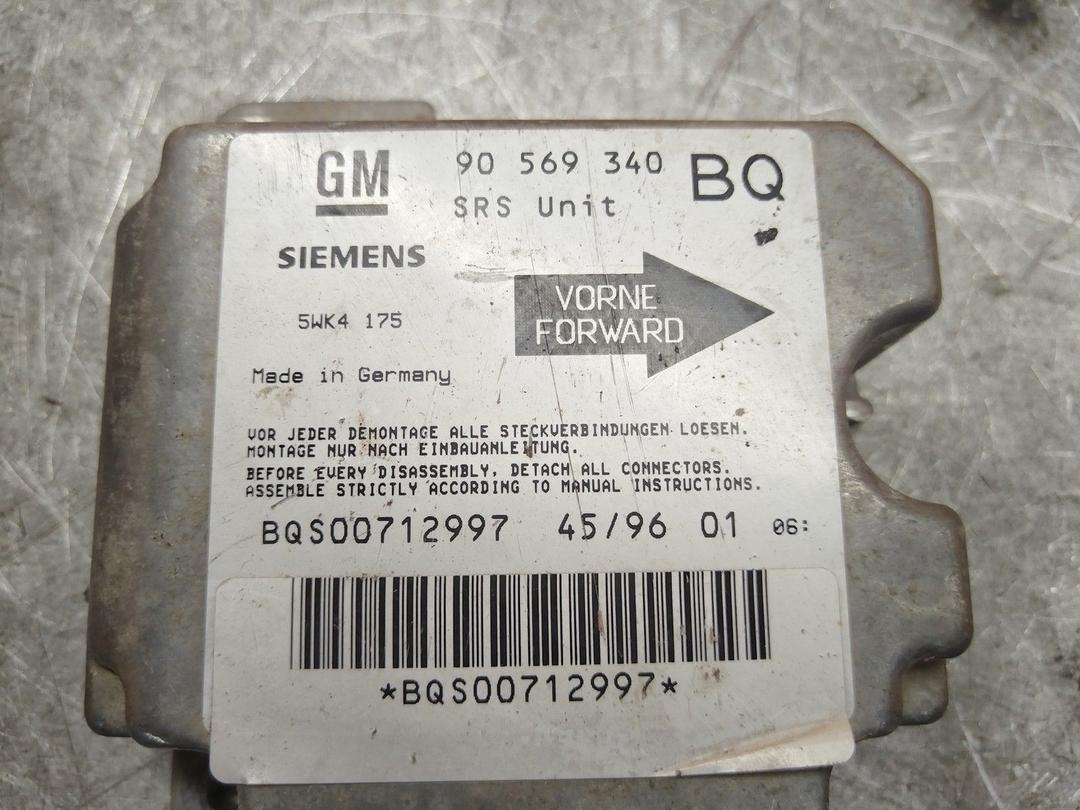 GM 90 569 340 BQ
SRS Unit
SIEMENS
VORNE
FORWARD
5WK4 175
Made in Germany
VOR JEDER DEMONTAGE ALLE STECKVERBINDUNGEN LOESEN.
MONTAGE NUR NACH EINBAUANLEITUNG.
BEFORE EVERY DISASSEMBLY, DETACH ALL CONNECTORS.
ASSEMBLE STRICTLY ACCORDING TO MANUAL INSTRUCTIONS.
BQS00712997 45/96 01 06:
*BQS00712997*